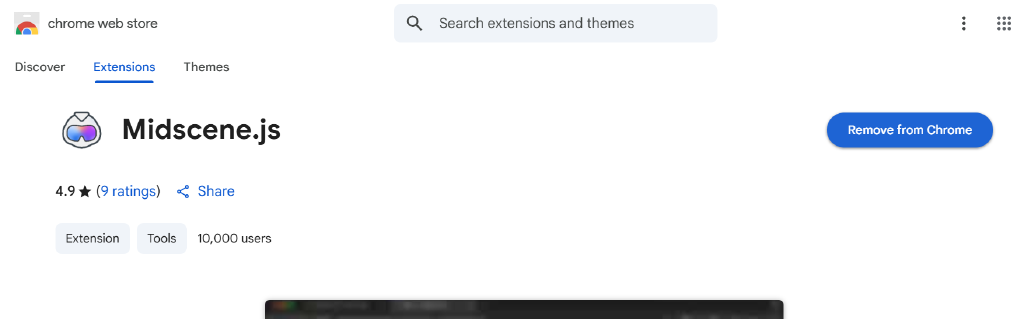 chrome web store
Search extensions and themes
Discover Extensions Themes
Midscene.js
Remove from Chrome
4.9 ★ (9 ratings) Share
Extension Tools 10,000 users